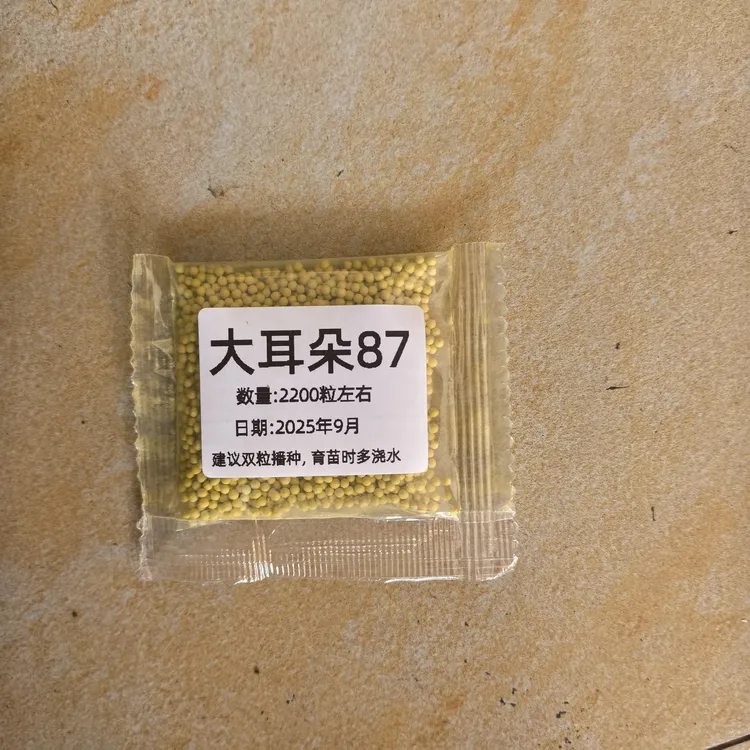 大耳朵87
数量:2200粒左右
日期:2025年9月
建议双粒播种, 育苗时多浇水